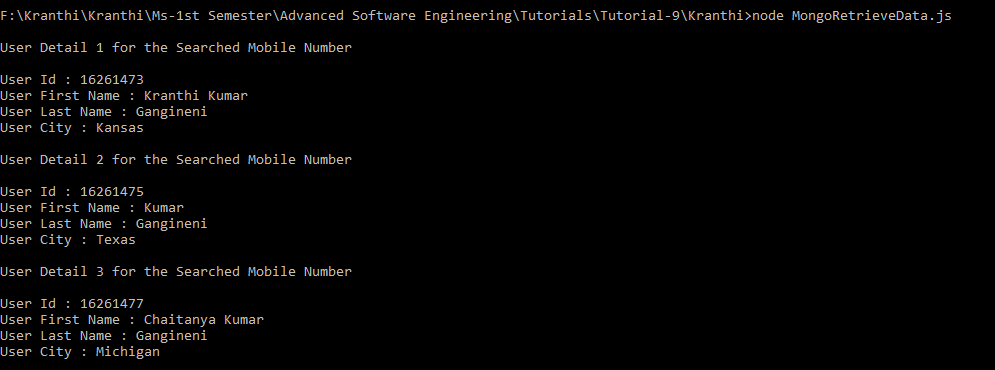 F:\Kranthi\Kranthi\Ms-1st Semester\Advanced Software Engineering\Tutorials\Tutorial-9\Kranthi>node MongoRetrieveData.js
User Detail 1 for the Searched Mobile Number
User Id : 16261473
User First Name : Kranthi Kumar
User Last Name : Gangineni
User City : Kansas
User Detail 2 for the Searched Mobile Number
User Id : 16261475
User First Name : Kumar
User Last Name : Gangineni
User City : Texas
User Detail 3 for the Searched Mobile Number
User Id : 16261477
User First Name : Chaitanya Kumar
User Last Name : Gangineni
User City : Michigan